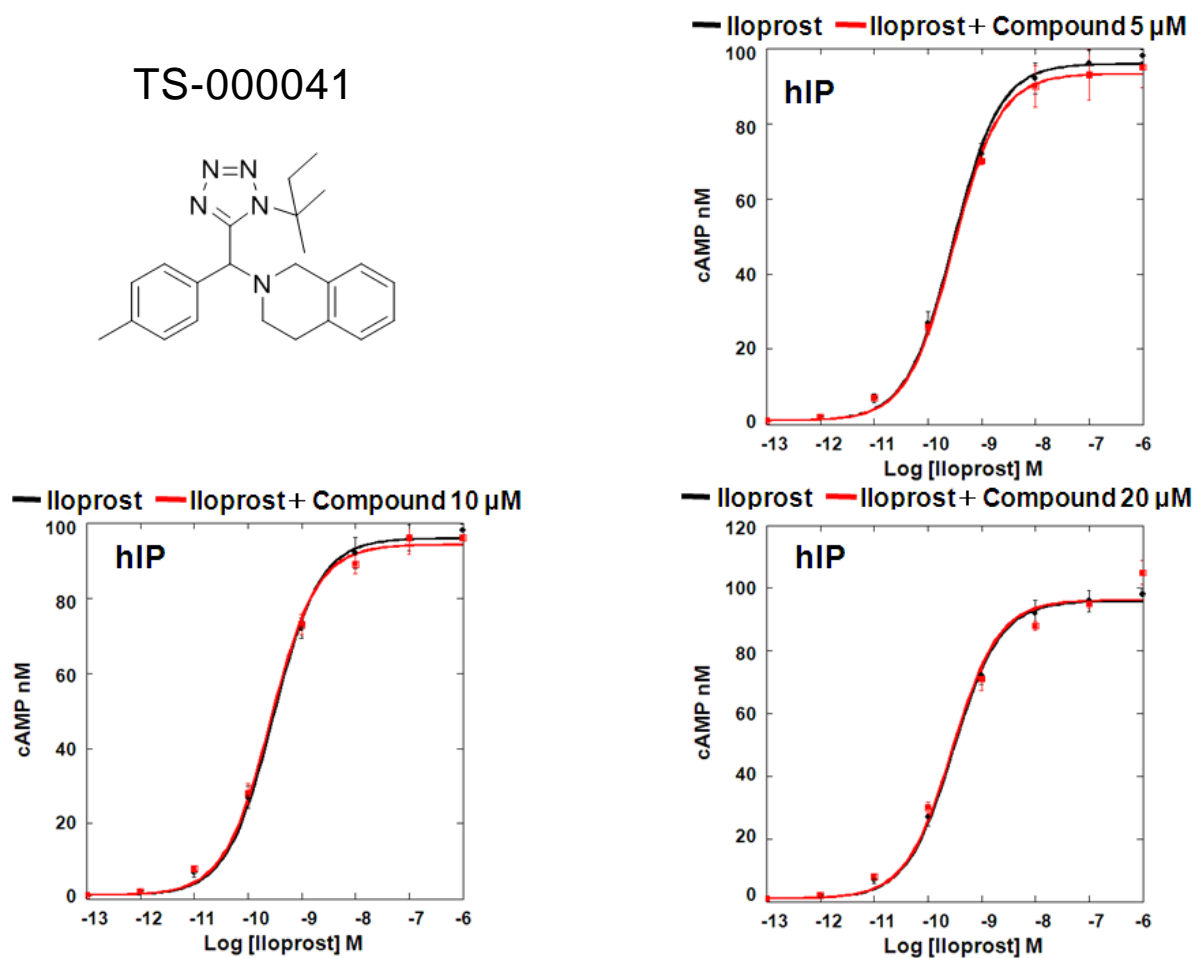 TS-000041
N=N
N
N
N
Iloprost Iloprost + Compound 5 µM
hIP
cAMP nM
100
80
60
40
20
0
-13 -12 -11 -10 -9 -8 -7 -6
Log [Iloprost] M
Iloprost Iloprost + Compound 10 µM
hIP
cAMP nM
100
80
60
40
20
0
-13 -12 -11 -10 -9 -8 -7 -6
Log [Iloprost] M
Iloprost Iloprost + Compound 20 µM
hIP
cAMP nM
120
100
80
60
40
20
0
-13 -12 -11 -10 -9 -8 -7 -6
Log [Iloprost] M